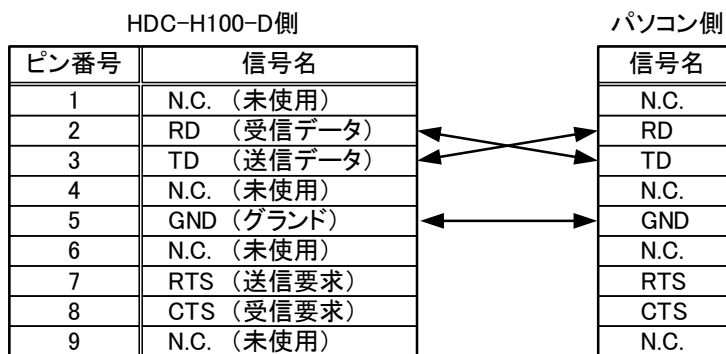 HDC-H100-D側 パソコン側
ピン番号 信号名 信号名
1 N.C. （未使用） N.C.
2 RD （受信データ） RD
3 TD （送信データ） TD
4 N.C. （未使用） N.C.
5 GND （グランド） GND
6 N.C. （未使用） N.C.
7 RTS （送信要求） RTS
8 CTS （受信要求） CTS
9 N.C. （未使用） N.C.